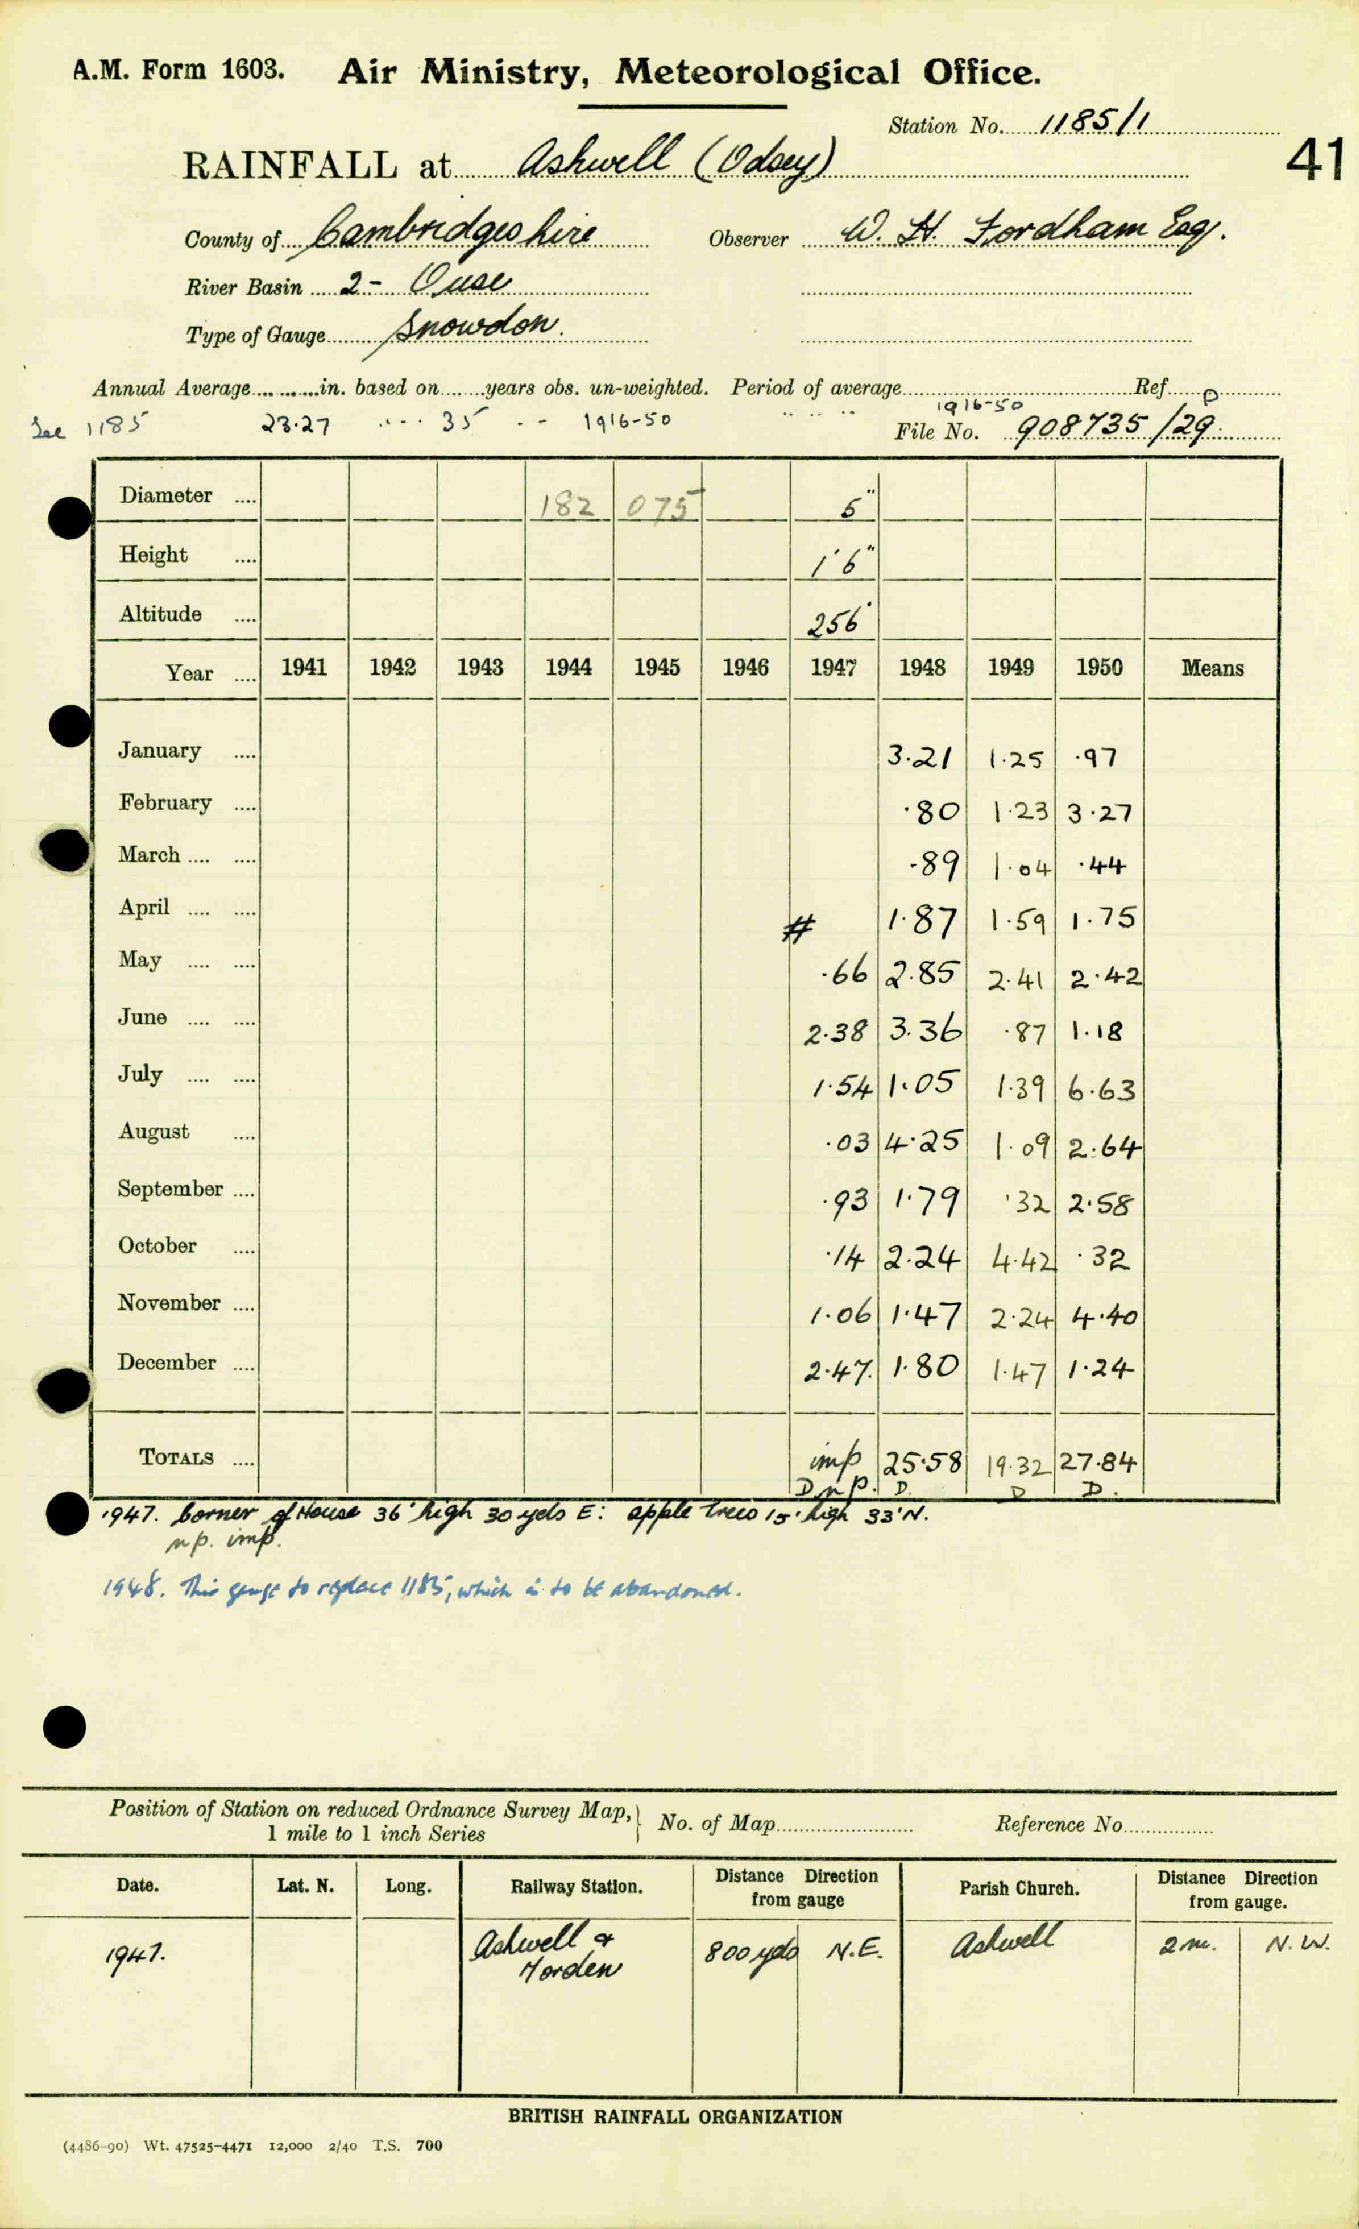 A.M. Form 1603. Air Ministry, Meteorological Office.
Station No. 1185/1
41
RAINFALL at Ashwell (Odsey)
County of Cambridgeshire Observer W. H. Fordham Esq.
River Basin 2- Ouse
Type of Gauge Snowdon.
Annual Average..........in. based on.......years obs. un-weighted. Period of average 1916-50 Ref. P
See 1185 23.27 .... 35 -- 1916-50 " " " "
File No. 908735/29
Diameter .... 182 075 5"
Height .... 1'6"
Altitude .... 256'
Year .... 1941 1942 1943 1944 1945 1946 1947 1948 1949 1950 Means
January .... 3.21 1.25 .97
February .... .80 1.23 3.27
March .... .... .89 1.04 .44
April .... .... # 1.87 1.59 1.75
May .... .... .66 2.85 2.41 2.42
June .... .... 2.38 3.36 .87 1.18
July .... .... 1.54 1.05 1.39 6.63
August .... .03 4.25 1.09 2.64
September .... .93 1.79 .32 2.58
October .... .14 2.24 4.42 .32
November .... 1.06 1.47 2.24 4.40
December .... 2.47. 1.80 1.47 1.24
TOTALS .... imp 25.58 19.32 27.84
D n p. D. D D.
1947. Corner of House 36' high 30 yds E: apple trees 15' high 33' N.
n p. imp.
1948. This gauge to replace 1185, which is to be abandoned.
Position of Station on reduced Ordnance Survey Map,
1 mile to 1 inch Series
No. of Map Reference No.
Date. Lat. N. Long. Railway Station. Distance Direction from gauge Parish Church. Distance Direction from gauge.
1947. Ashwell & Morden 800 yds N.E. Ashwell 2 m. N.W.
BRITISH RAINFALL ORGANIZATION
(4486-90) Wt. 47525-4471 12,000 2/40 T.S. 700